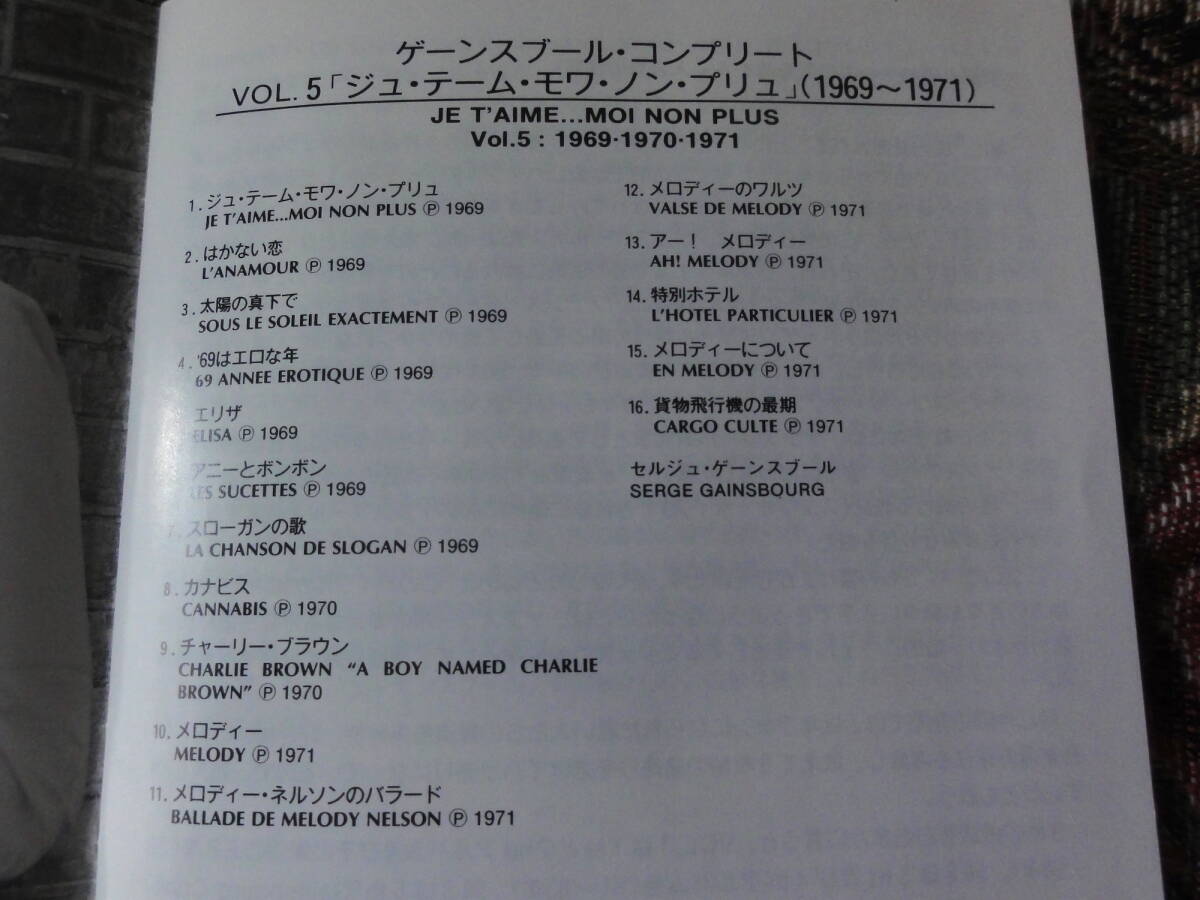 ゲーンスブール・コンプリート
VOL. 5「ジュ・テーム・モワ・ノン・プリュ」(1969〜1971)
JE T'AIME...MOI NON PLUS
Vol.5 : 1969·1970·1971
1. ジュ・テーム・モワ・ノン・プリュ
JE T'AIME...MOI NON PLUS Ⓟ 1969
2. はかない恋
L'ANAMOUR Ⓟ 1969
3. 太陽の真下で
SOUS LE SOLEIL EXACTEMENT Ⓟ 1969
4. '69はエロな年
69 ANNEE EROTIQUE Ⓟ 1969
エリザ
ELISA Ⓟ 1969
アニーとボンボン
LES SUCETTES Ⓟ 1969
7. スローガンの歌
LA CHANSON DE SLOGAN Ⓟ 1969
8. カナビス
CANNABIS Ⓟ 1970
9. チャーリー・ブラウン
CHARLIE BROWN “A BOY NAMED CHARLIE
BROWN” Ⓟ 1970
10. メロディー
MELODY Ⓟ 1971
11. メロディー・ネルソンのバラード
BALLADE DE MELODY NELSON Ⓟ 1971
12. メロディーのワルツ
VALSE DE MELODY Ⓟ 1971
13. アー！ メロディー
AH! MELODY Ⓟ 1971
14. 特別ホテル
L'HOTEL PARTICULIER Ⓟ 1971
15. メロディーについて
EN MELODY Ⓟ 1971
16. 貨物飛行機の最期
CARGO CULTE Ⓟ 1971
セルジュ・ゲーンスブール
SERGE GAINSBOURG